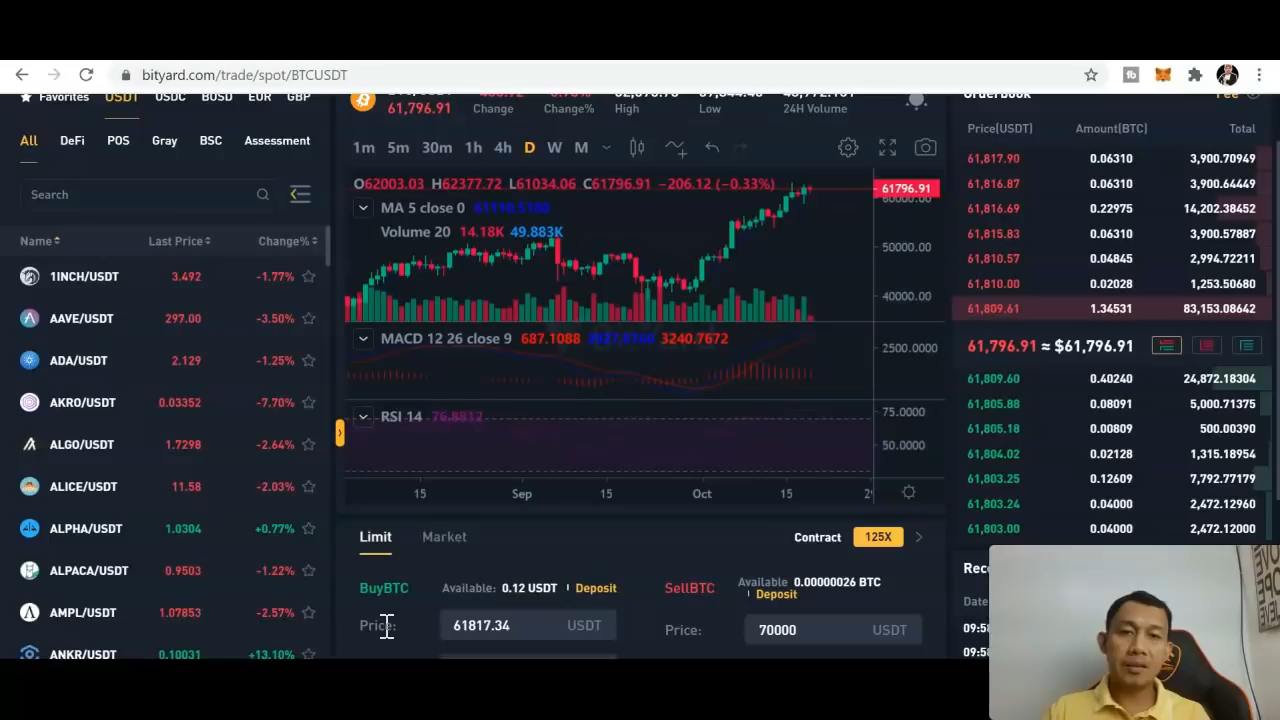 bityard.com/trade/spot/BTCUSDT
Favorites USDT USDC BUSD EUR GBP
All DeFi POS Gray BSC Assessment
Search
Name Last Price Change%
1INCH/USDT 3.492 -1.77%
AAVE/USDT 297.00 -3.50%
ADA/USDT 2.129 -1.25%
AKRO/USDT 0.03352 -7.70%
ALGO/USDT 1.7298 -2.64%
ALICE/USDT 11.58 -2.03%
ALPHA/USDT 1.0304 +0.77%
ALPACA/USDT 0.9503 -1.22%
AMPL/USDT 1.07853 -2.57%
ANKR/USDT 0.10031 +13.10%
61,796.91 Change Change% High Low 24H Volume
1m 5m 30m 1h 4h D W M
O62003.03 H62377.72 L61034.06 C61796.91 −206.12 (−0.33%)
MA 5 close 0 61110.5180
Volume 20 14.18K 49.883K
61796.91
60000.00
50000.00
40000.00
MACD 12 26 close 9 687.1088 3240.7672
2500.0000
RSI 14 76.8812
75.0000
50.0000
15 Sep 15 Oct 15
Limit Market Contract 125X
BuyBTC Available: 0.12 USDT Deposit
Price: 61817.34 USDT
SellBTC Available 0.00000026 BTC
Deposit
Price: 70000 USDT
Orderbook Fee
Price(USDT) Amount(BTC) Total
61,817.90 0.06310 3,900.70949
61,816.87 0.06310 3,900.64449
61,816.69 0.22975 14,202.38452
61,815.83 0.06310 3,900.57887
61,810.57 0.04845 2,994.72211
61,810.00 0.02028 1,253.50680
61,809.61 1.34531 83,153.08642
61,796.91 ≈ $61,796.91
61,809.60 0.40240 24,872.18304
61,805.88 0.08091 5,000.71375
61,805.18 0.00809 500.00390
61,804.02 0.02128 1,315.18954
61,803.25 0.12609 7,792.77179
61,803.24 0.04000 2,472.12960
61,803.00 0.04000 2,472.12000
Date
09:58
09:58